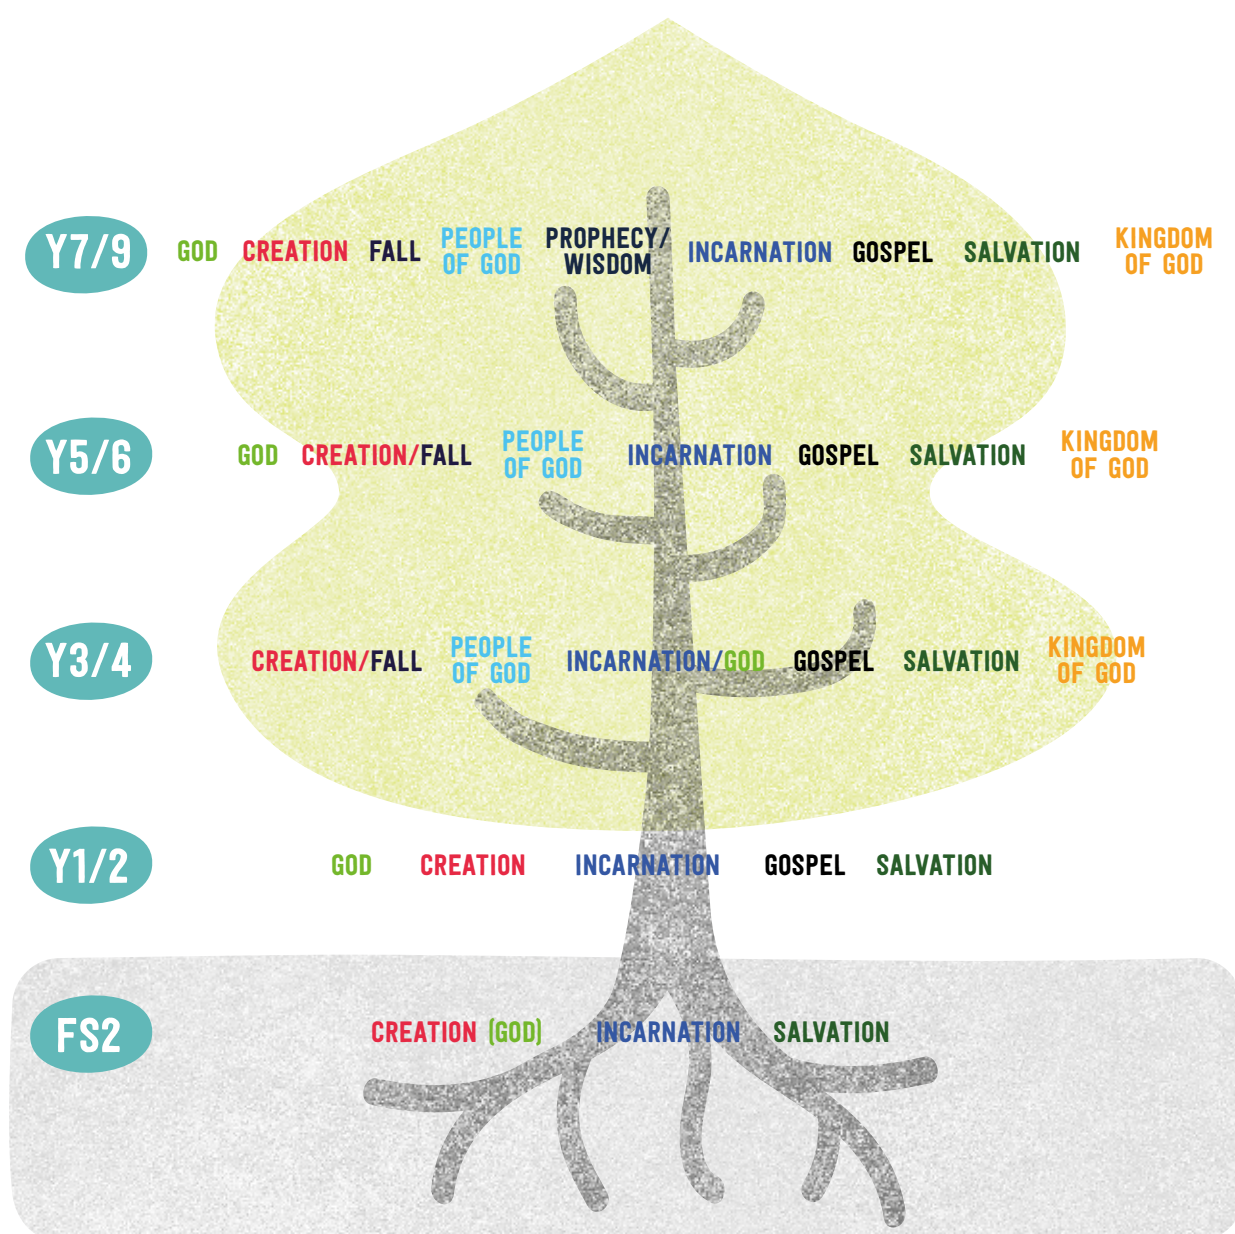 Y7/9 GOD CREATION FALL PEOPLE OF GOD PROPHECY/ WISDOM INCARNATION GOSPEL SALVATION KINGDOM OF GOD
Y5/6 GOD CREATION/FALL PEOPLE OF GOD INCARNATION GOSPEL SALVATION KINGDOM OF GOD
Y3/4 CREATION/FALL PEOPLE OF GOD INCARNATION/GOD GOSPEL SALVATION KINGDOM OF GOD
Y1/2 GOD CREATION INCARNATION GOSPEL SALVATION
FS2 CREATION (GOD) INCARNATION SALVATION